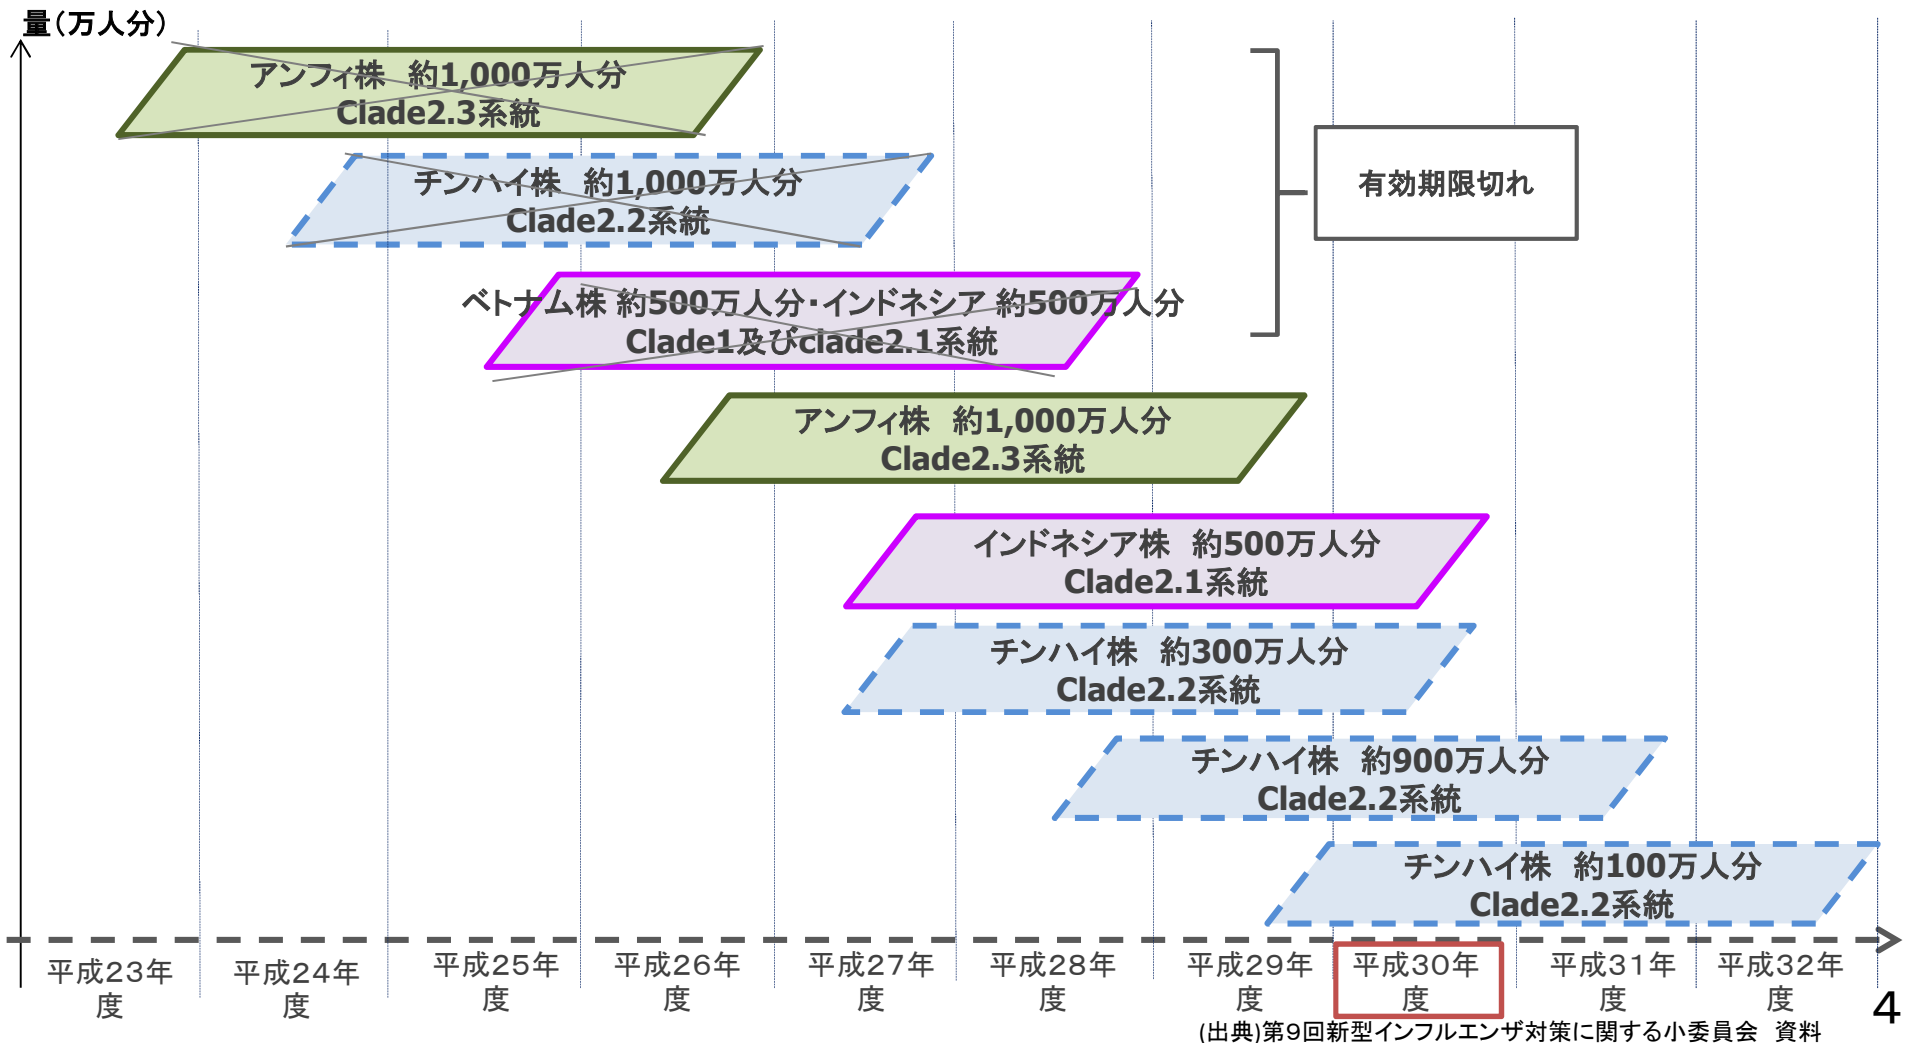 量(万人分)
アンフィ株　約1,000万人分
Clade2.3系統
チンハイ株　約1,000万人分
Clade2.2系統
有効期限切れ
ベトナム株 約500万人分・インドネシア 約500万人分
Clade1及びclade2.1系統
アンフィ株　約1,000万人分
Clade2.3系統
インドネシア株　約500万人分
Clade2.1系統
チンハイ株　約300万人分
Clade2.2系統
チンハイ株　約900万人分
Clade2.2系統
チンハイ株　約100万人分
Clade2.2系統
平成23年
度
平成24年
度
平成25年
度
平成26年
度
平成27年
度
平成28年
度
平成29年
度
平成30年
度
平成31年
度
平成32年
度
4
(出典)第9回新型インフルエンザ対策に関する小委員会　資料